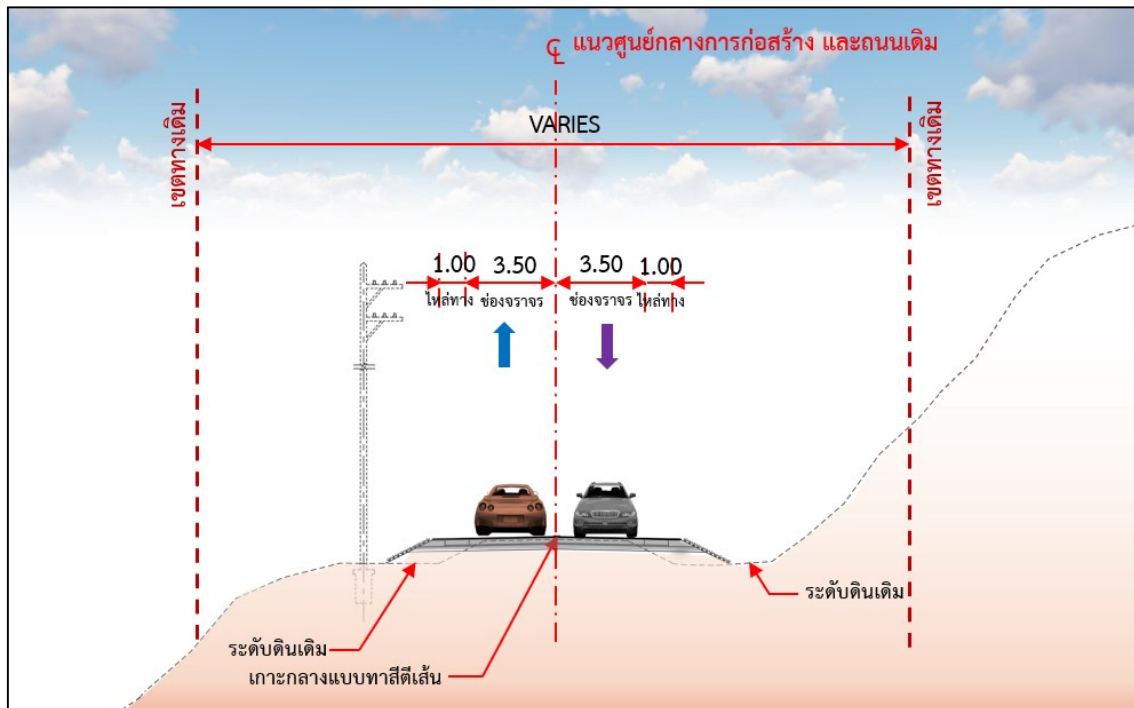 ℄ แนวศูนย์กลางการก่อสร้าง และถนนเดิม
เขตทางเดิม
VARIES
เขตทางเดิม
1.00 3.50 3.50 1.00
ไหล่ทาง ช่องจราจร ช่องจราจร ไหล่ทาง
ระดับดินเดิม
ระดับดินเดิม
เกาะกลางแบบทาสีตีเส้น